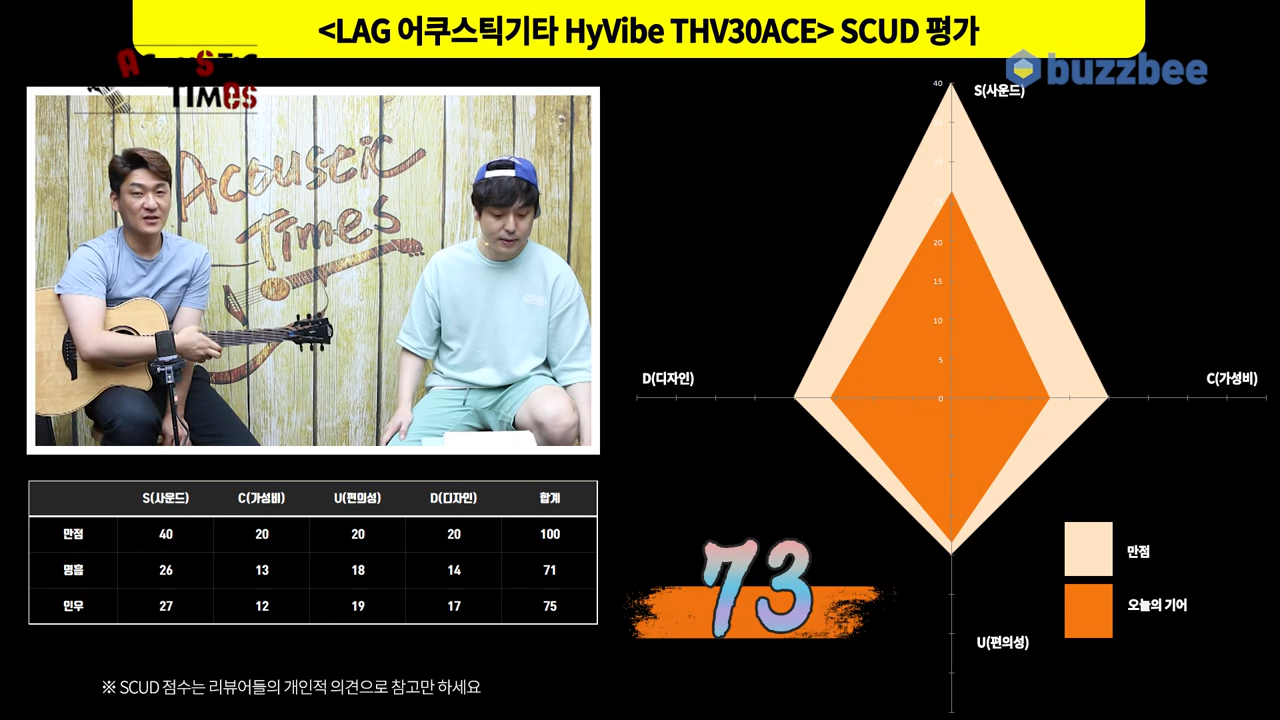 <LAG 어쿠스틱기타 HyVibe THV30ACE> SCUD 평가
ACOUSTIC
TIMES
buzzbee
Acoustic
Times
S(사운드) C(가성비) U(편의성) D(디자인) 합계
만점 40 20 20 20 100
명흠 26 13 18 14 71
민우 27 12 19 17 75
※ SCUD 점수는 리뷰어들의 개인적 의견으로 참고만 하세요
40
S(사운드)
20
15
10
5
0
D(디자인)
C(가성비)
U(편의성)
73
만점
오늘의 기어